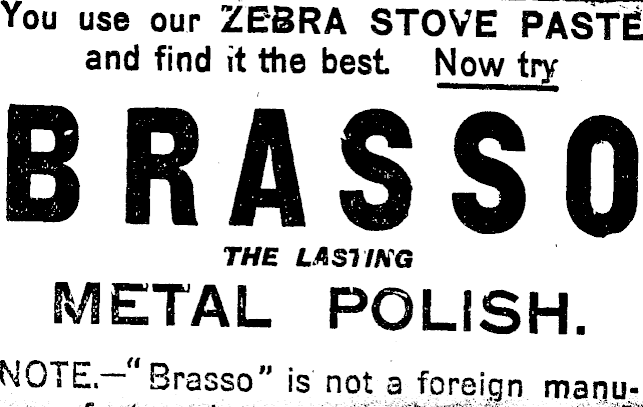 You use our ZEBRA STOVE PASTE
and find it the best. Now try
BRASSO
THE LASTING
METAL POLISH.
NOTE.—"Brasso" is not a foreign manu-